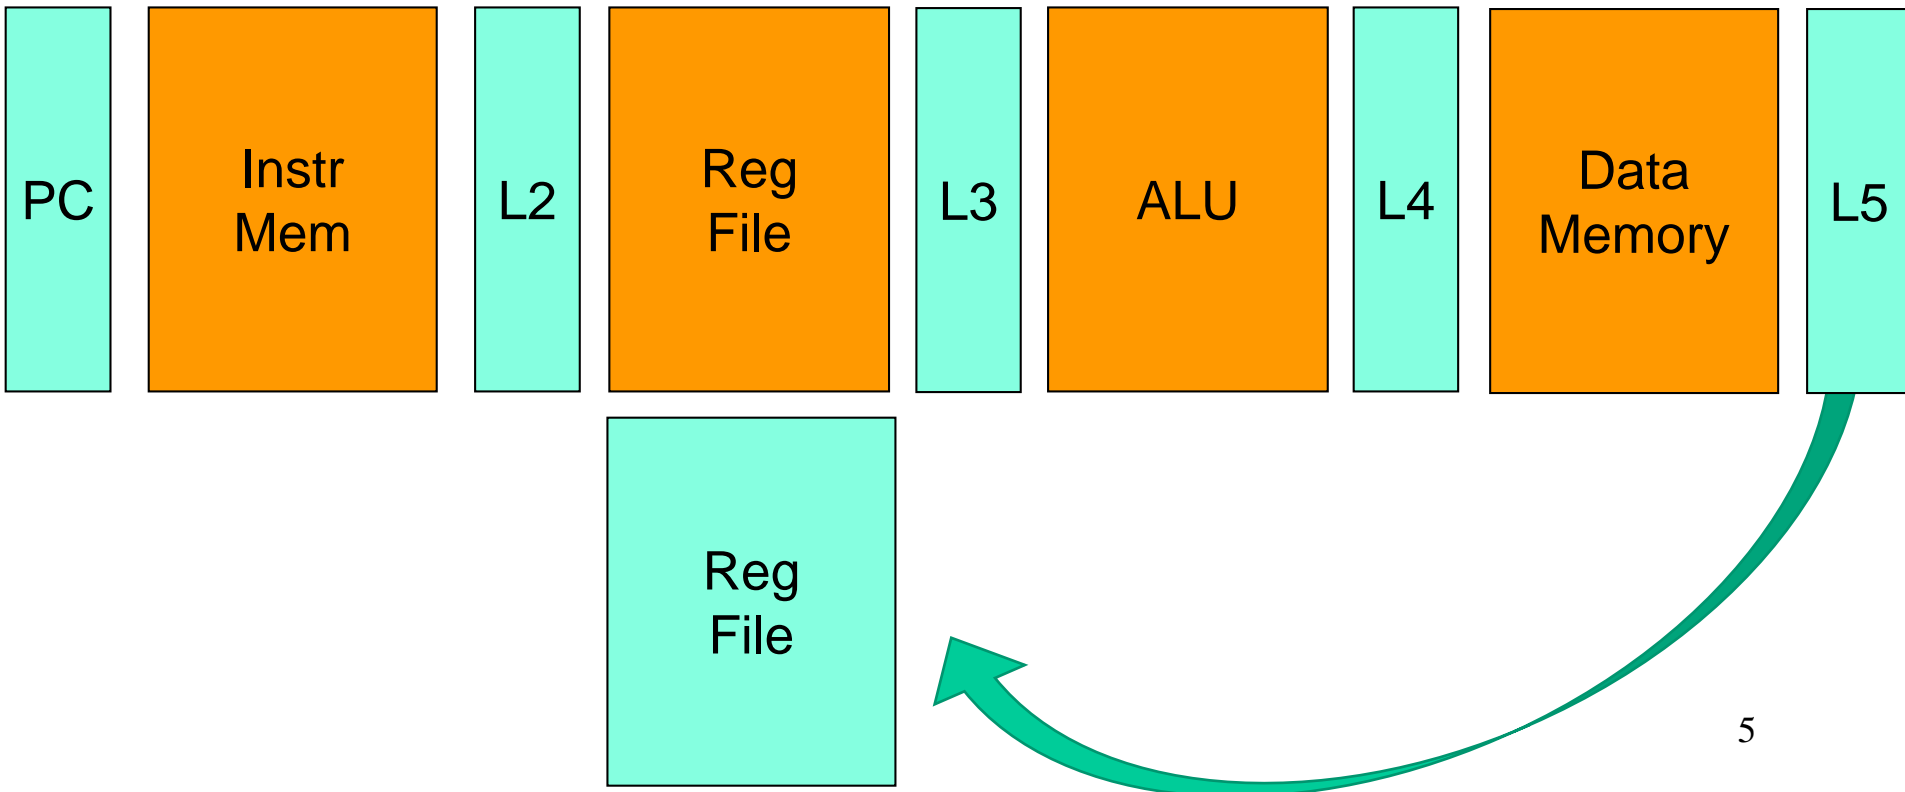 PC
Instr
Mem
L2
Reg
File
L3
ALU
L4
Data
Memory
L5
Reg
File
5